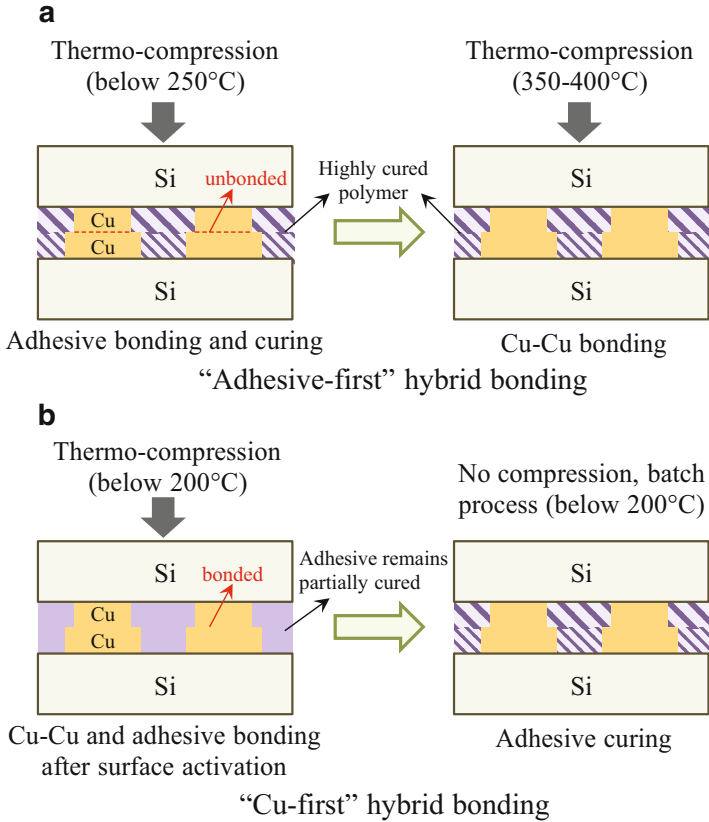 a
Thermo-compression
(below 250°C)
Thermo-compression
(350-400°C)
Si
unbonded
Cu
Cu
Si
Highly cured
polymer
Si
Si
Adhesive bonding and curing
Cu-Cu bonding
“Adhesive-first” hybrid bonding
b
Thermo-compression
(below 200°C)
No compression, batch
process (below 200°C)
Si
bonded
Cu
Cu
Si
Adhesive remains
partially cured
Si
Si
Cu-Cu and adhesive bonding
after surface activation
Adhesive curing
“Cu-first” hybrid bonding